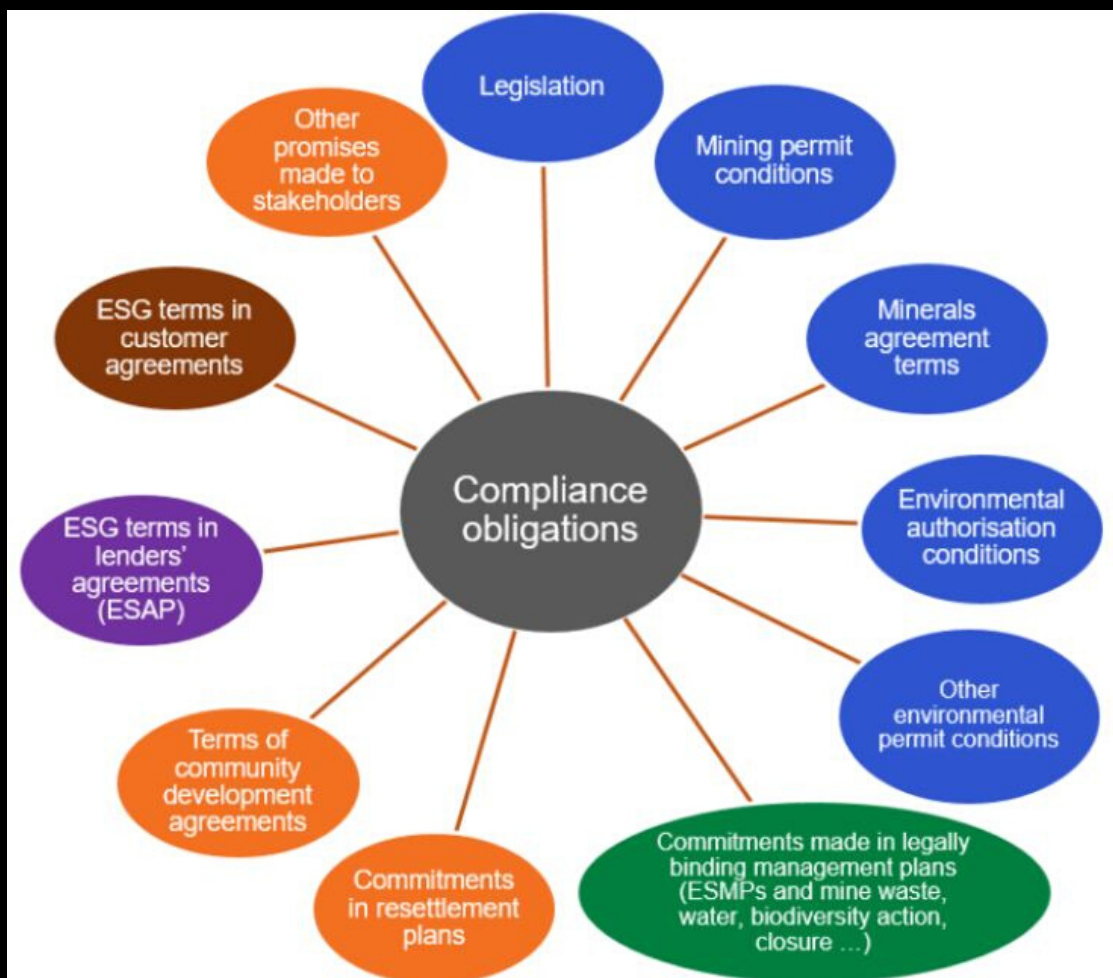 Legislation
Mining permit
conditions
Minerals
agreement
terms
Environmental
authorisation
conditions
Other
environmental
permit conditions
Commitments made in legally
binding management plans
(ESMPs and mine waste,
water, biodiversity action,
closure ...)
Commitments
in resettlement
plans
Terms of
community
development
agreements
ESG terms in
lenders'
agreements
(ESAP)
ESG terms in
customer
agreements
Other
promises
made to
stakeholders
Compliance
obligations